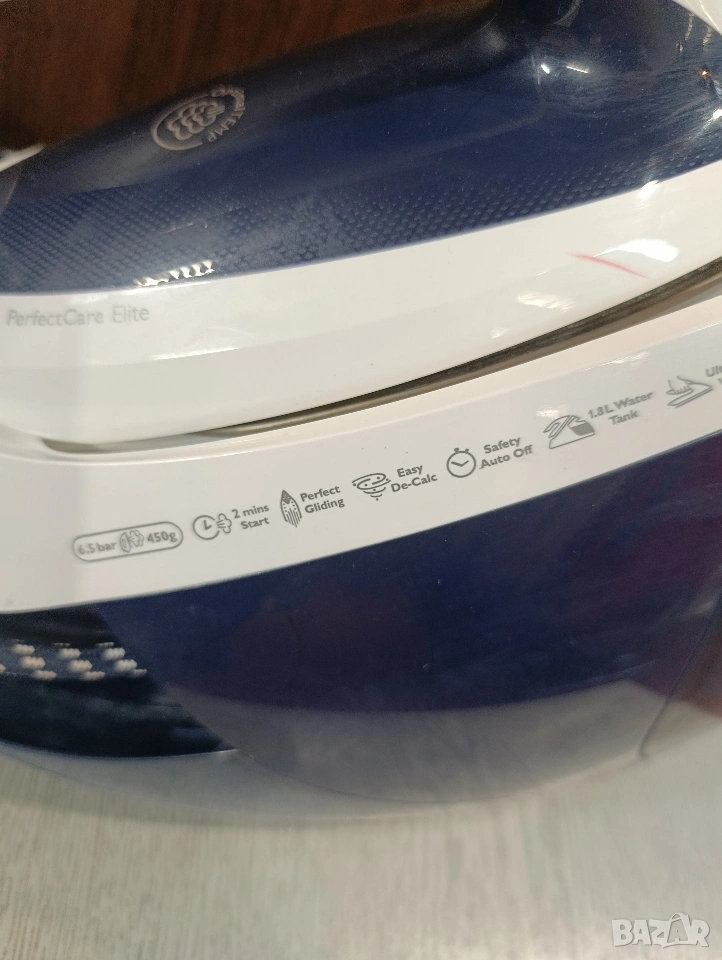 PerfectCare Elite
6.5 bar 450g
2 mins
Start
Perfect
Gliding
Easy
De-Calc
Safety
Auto Off
1.8L Water
Tank
BAZAR